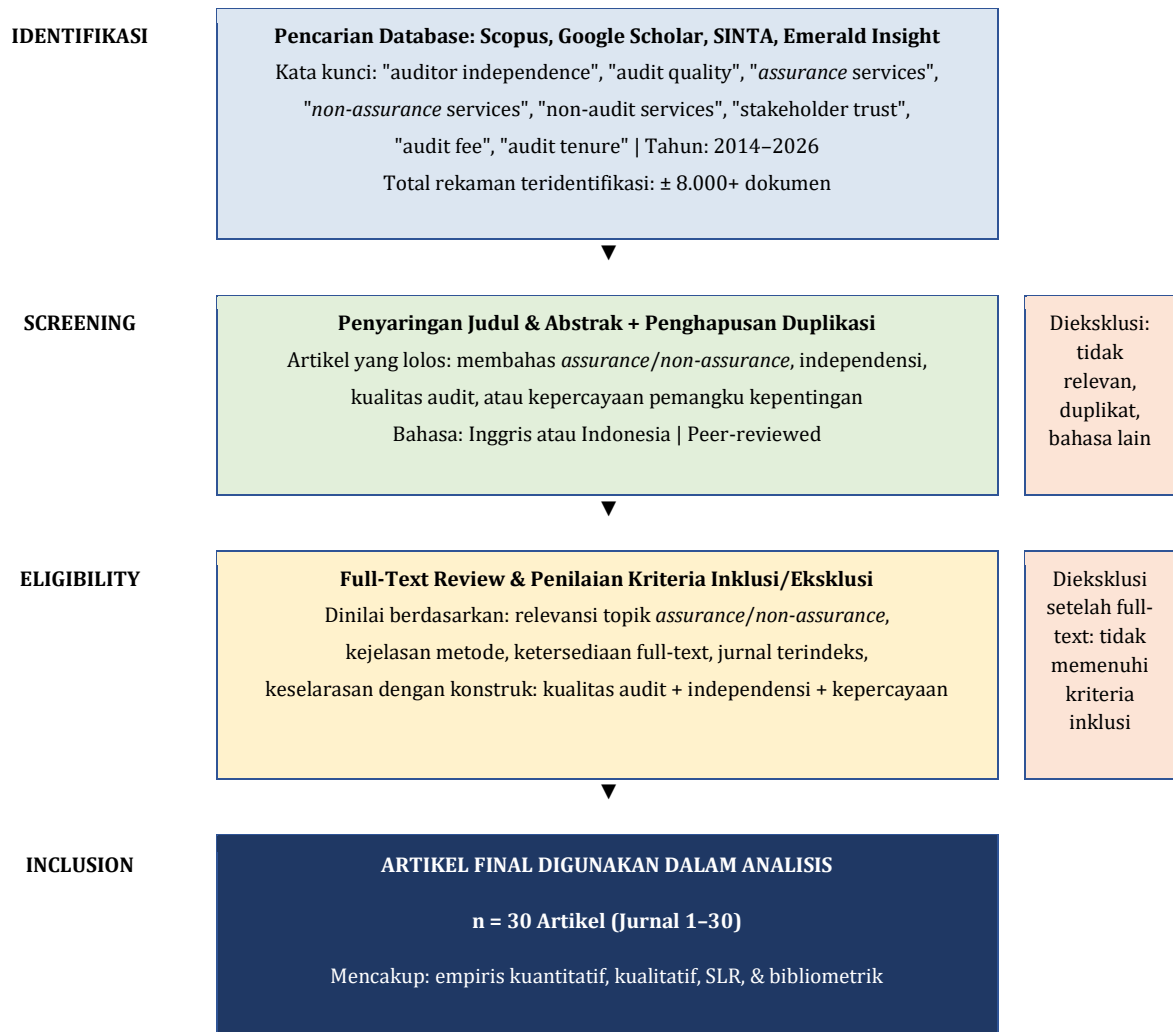 IDENTIFIKASI
Pencarian Database: Scopus, Google Scholar, SINTA, Emerald Insight
Kata kunci: "auditor independence", "audit quality", "assurance services",
"non-assurance services", "non-audit services", "stakeholder trust",
"audit fee", "audit tenure" | Tahun: 2014–2026
Total rekaman teridentifikasi: ± 8.000+ dokumen
▼
SCREENING
Penyaringan Judul & Abstrak + Penghapusan Duplikasi
Artikel yang lolos: membahas assurance/non-assurance, independensi,
kualitas audit, atau kepercayaan pemangku kepentingan
Bahasa: Inggris atau Indonesia | Peer-reviewed
Dieksklusi:
tidak
relevan,
duplikat,
bahasa lain
▼
ELIGIBILITY
Full-Text Review & Penilaian Kriteria Inklusi/Eksklusi
Dinilai berdasarkan: relevansi topik assurance/non-assurance,
kejelasan metode, ketersediaan full-text, jurnal terindeks,
keselarasan dengan konstruk: kualitas audit + independensi + kepercayaan
Dieksklusi
setelah full-
text: tidak
memenuhi
kriteria
inklusi
▼
INCLUSION
ARTIKEL FINAL DIGUNAKAN DALAM ANALISIS
n = 30 Artikel (Jurnal 1–30)
Mencakup: empiris kuantitatif, kualitatif, SLR, & bibliometrik